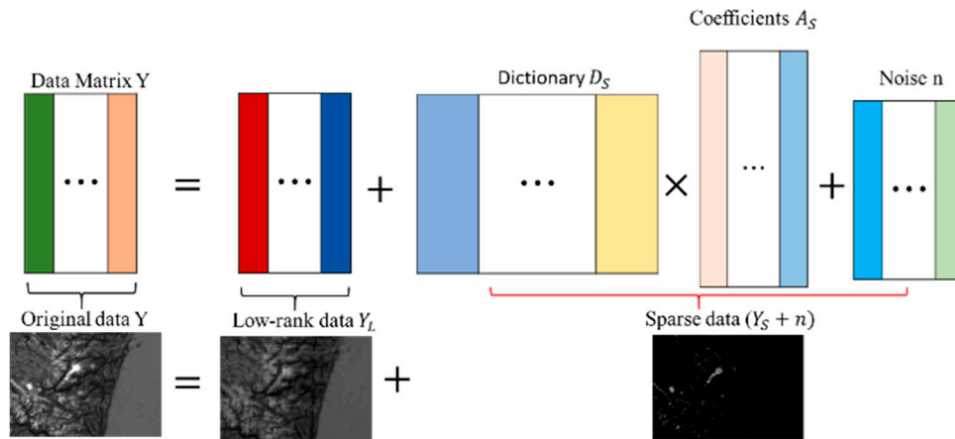 Coefficients A_S
Data Matrix Y
Dictionary D_S
Noise n
... = ... + ... × ... + ...
Original data Y
Low-rank data Y_L
Sparse data (Y_S + n)
= +